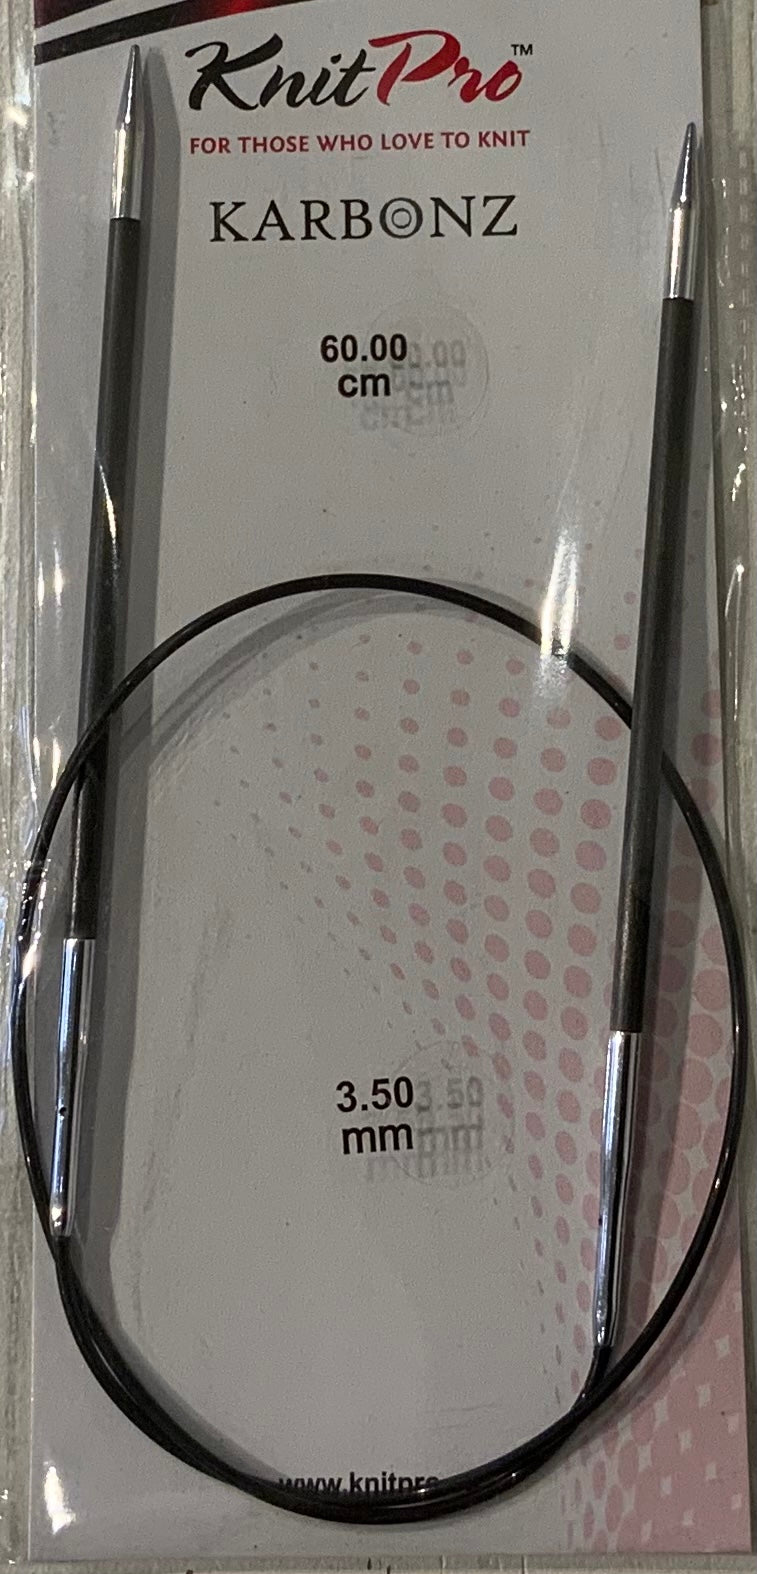 KnitPro™
FOR THOSE WHO LOVE TO KNIT
KARBONZ
60.00
cm
3.50
mm
www.knitpro